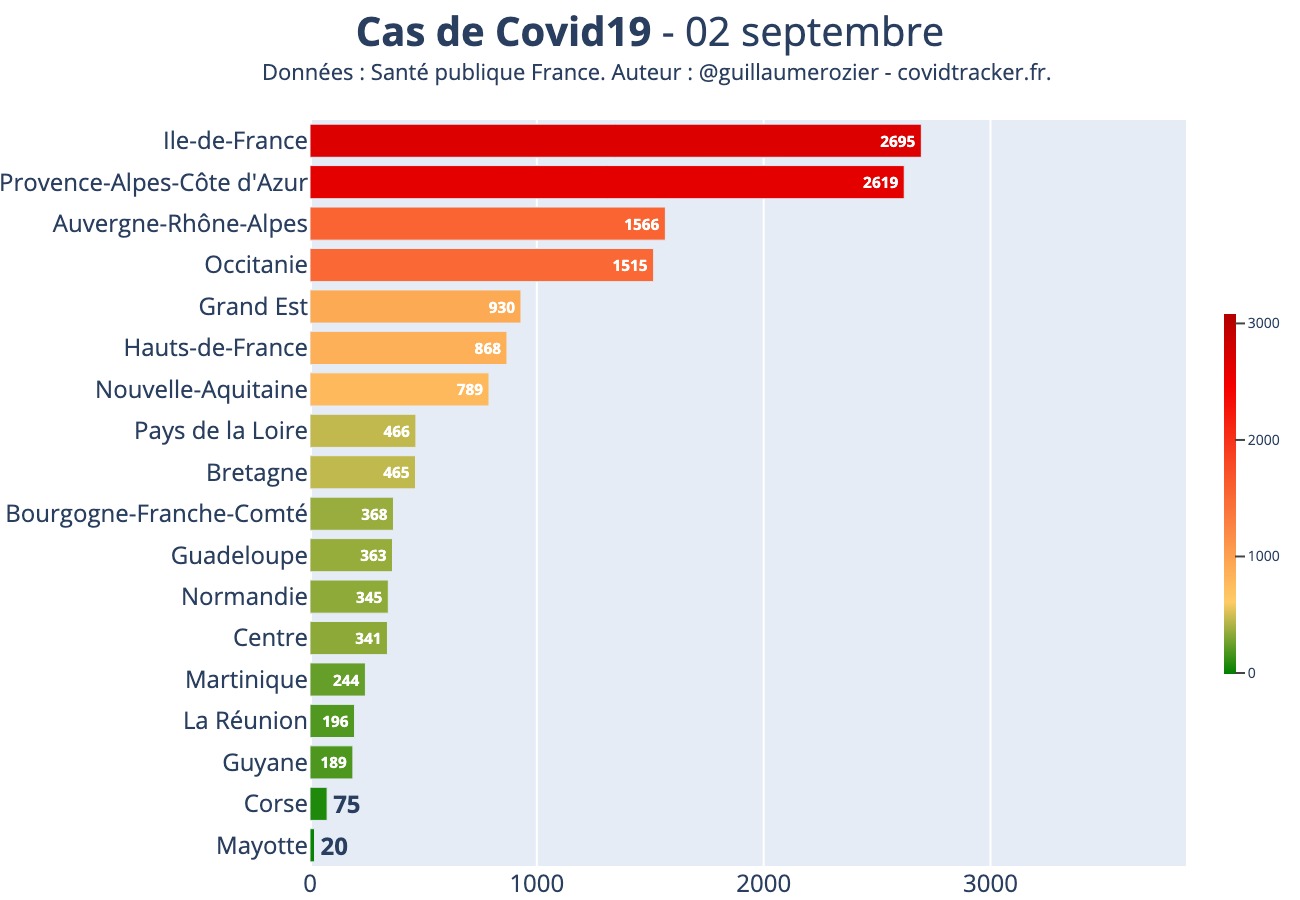 Cas de Covid19 - 02 septembre
Données : Santé publique France. Auteur : @guillaumerozier - covidtracker.fr.
Ile-de-France 2695
Provence-Alpes-Côte d'Azur 2619
Auvergne-Rhône-Alpes 1566
Occitanie 1515
Grand Est 930
Hauts-de-France 868
Nouvelle-Aquitaine 789
Pays de la Loire 466
Bretagne 465
Bourgogne-Franche-Comté 368
Guadeloupe 363
Normandie 345
Centre 341
Martinique 244
La Réunion 196
Guyane 189
Corse 75
Mayotte 20
0 1000 2000 3000
3000
2000
1000
0